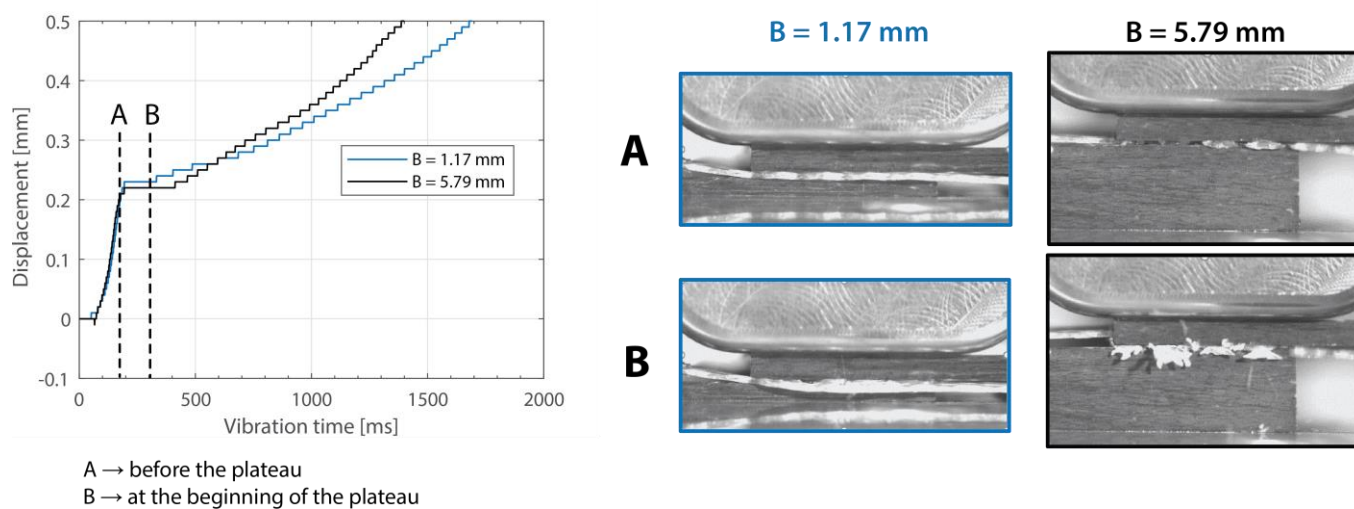 0.5
0.4
0.3
0.2
0.1
0
-0.1
Displacement [mm]
A B
B = 1.17 mm
B = 5.79 mm
0 500 1000 1500 2000
Vibration time [ms]
A → before the plateau
B → at the beginning of the plateau
B = 1.17 mm B = 5.79 mm
A
B